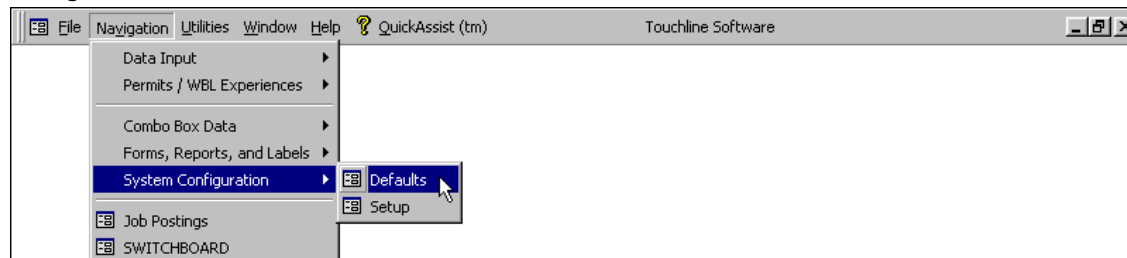 File Navigation Utilities Window Help QuickAssist (tm) Touchline Software
Data Input
Permits / WBL Experiences
Combo Box Data
Forms, Reports, and Labels
System Configuration
Defaults
Setup
Job Postings
SWITCHBOARD